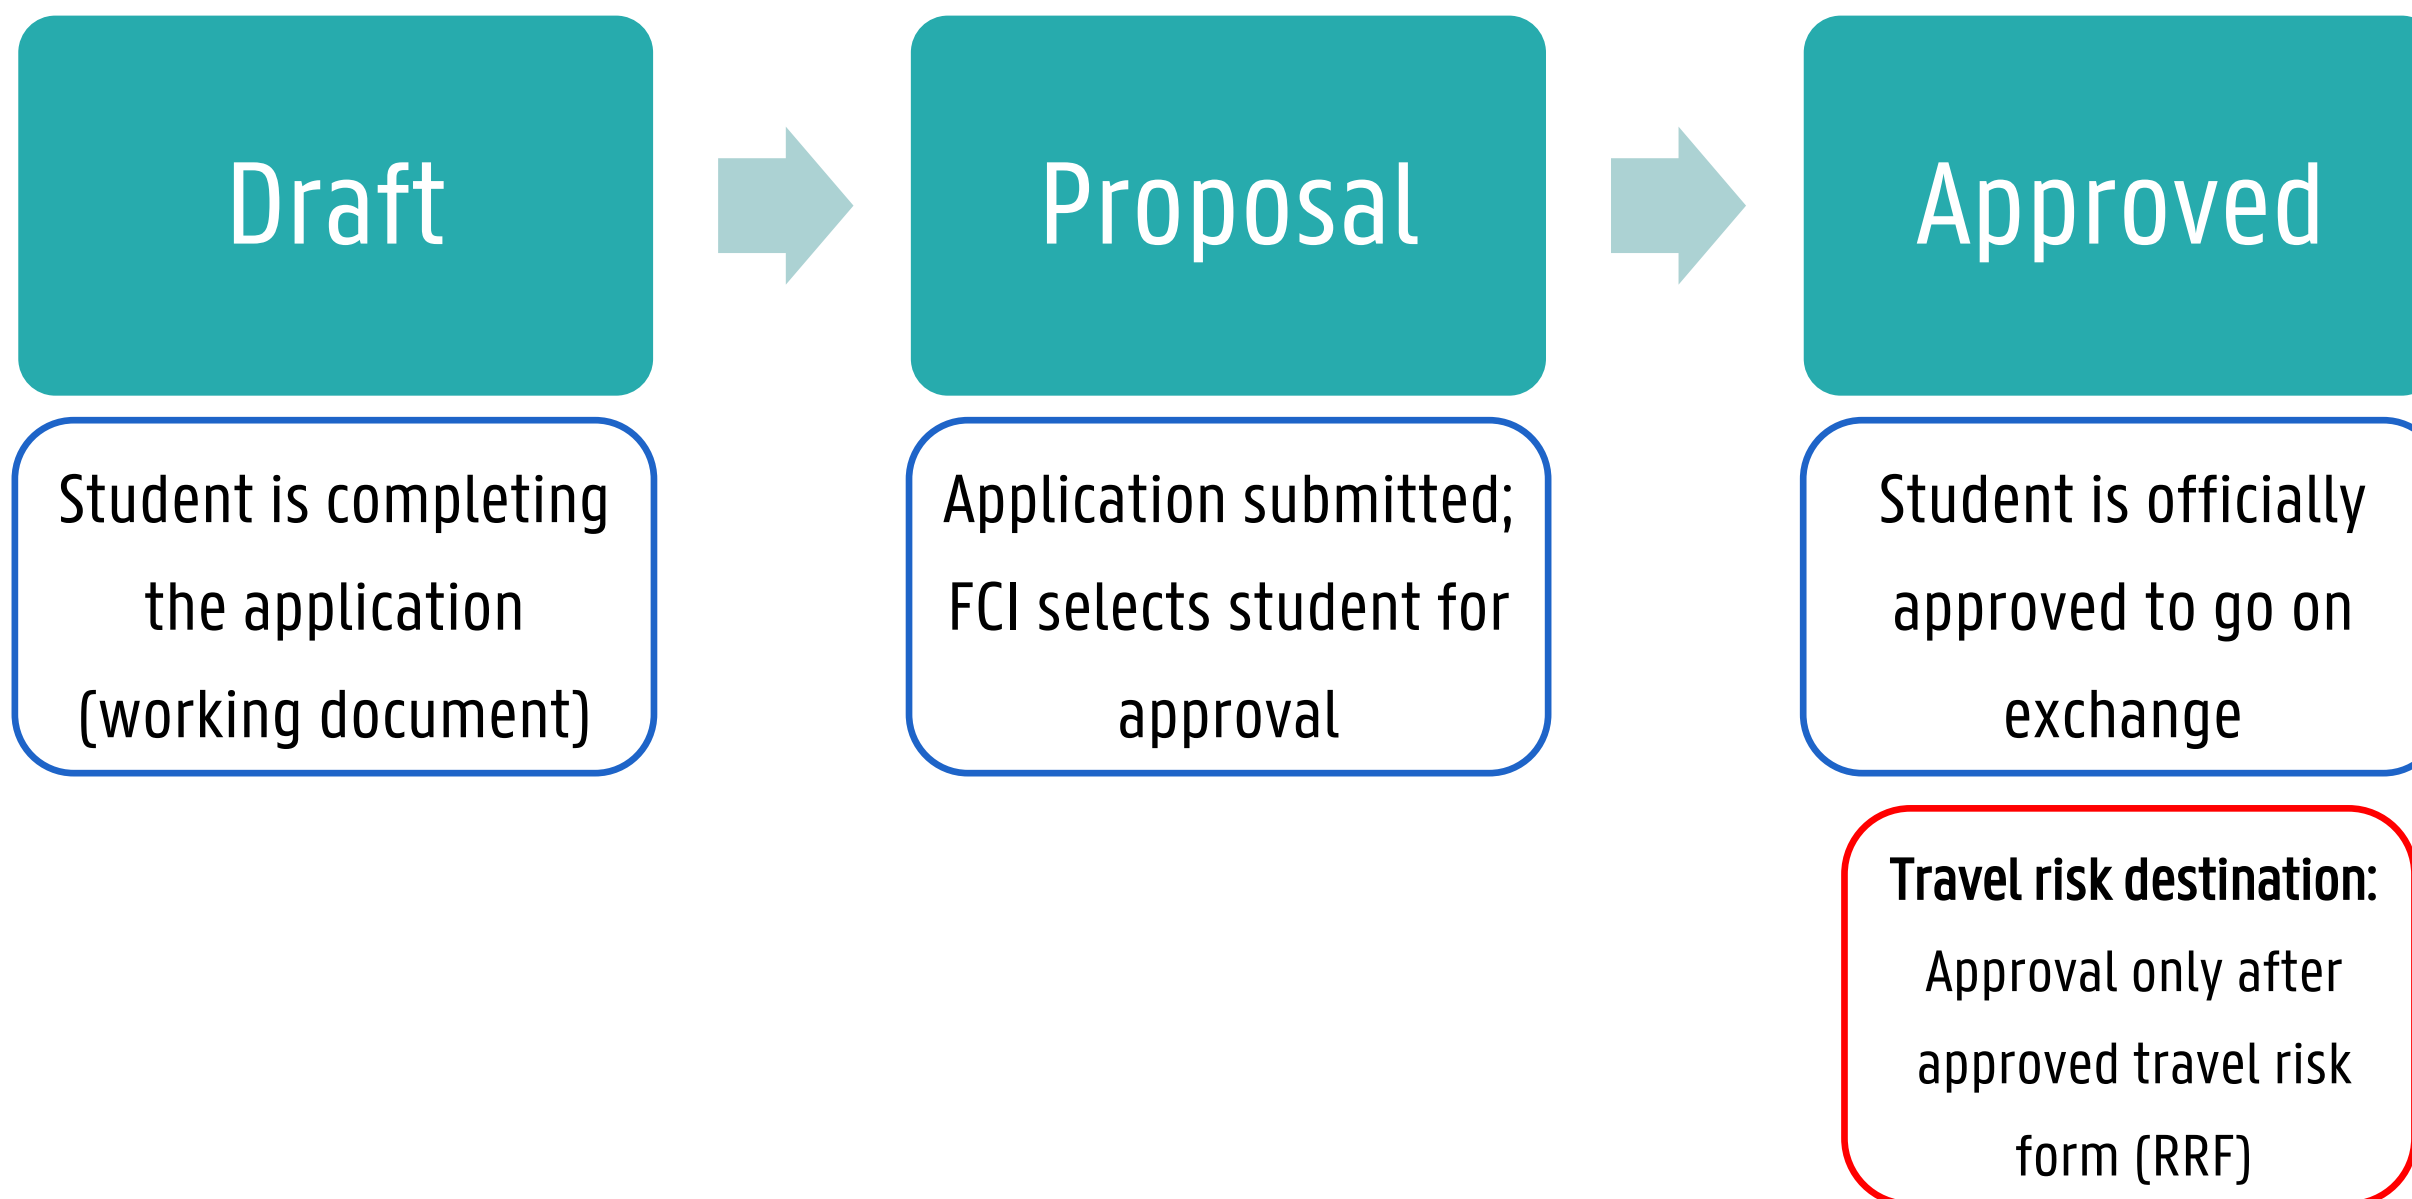 Draft
Proposal
Approved
Student is completing
the application
(working document)
Application submitted;
FCI selects student for
approval
Student is officially
approved to go on
exchange
Travel risk destination:
Approval only after
approved travel risk
form (RRF)